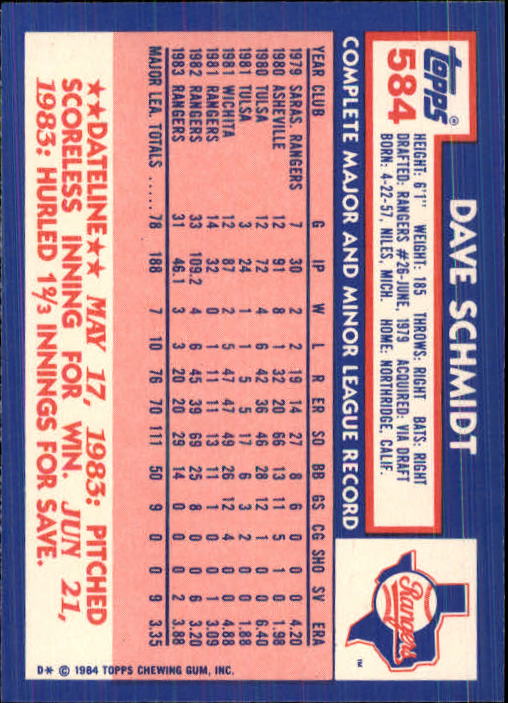 topps®
584
DAVE SCHMIDT
HEIGHT: 6'1" WEIGHT: 185 THROWS: RIGHT BATS: RIGHT
DRAFTED: RANGERS #26-JUNE, 1979 ACQUIRED: VIA DRAFT
BORN: 4-22-57, NILES, MICH. HOME: NORTHRIDGE, CALIF.
Rangers
TM
COMPLETE MAJOR AND MINOR LEAGUE RECORD
YEAR CLUB G IP W L R ER SO BB GS CG SHO SV ERA
1979 SARAS. RANGERS 7 30 2 2 19 14 27 8 6 0 0 0 4.20
1980 ASHEVILLE 12 91 8 1 32 20 66 13 11 5 1 0 1.98
1980 TULSA 12 72 4 6 42 36 46 28 12 1 0 0 6.40
1981 TULSA 3 24 1 1 5 5 17 6 3 2 0 0 1.88
1981 WICHITA 12 87 2 5 47 47 49 26 12 4 0 0 4.88
1981 RANGERS 14 32 0 1 11 11 13 11 1 0 0 1 3.09
1982 RANGERS 33 109.2 4 6 45 39 69 25 8 0 0 6 3.20
1983 RANGERS 31 46.1 3 3 20 20 29 14 0 0 0 2 3.88
MAJOR LEA. TOTALS ...... 78 188 7 10 76 70 111 50 9 0 0 9 3.35
★★DATELINE★★ MAY 17, 1983: PITCHED
SCORELESS INNING FOR WIN. JUN 21,
1983: HURLED 1⅔ INNINGS FOR SAVE.
D* © 1984 TOPPS CHEWING GUM, INC.